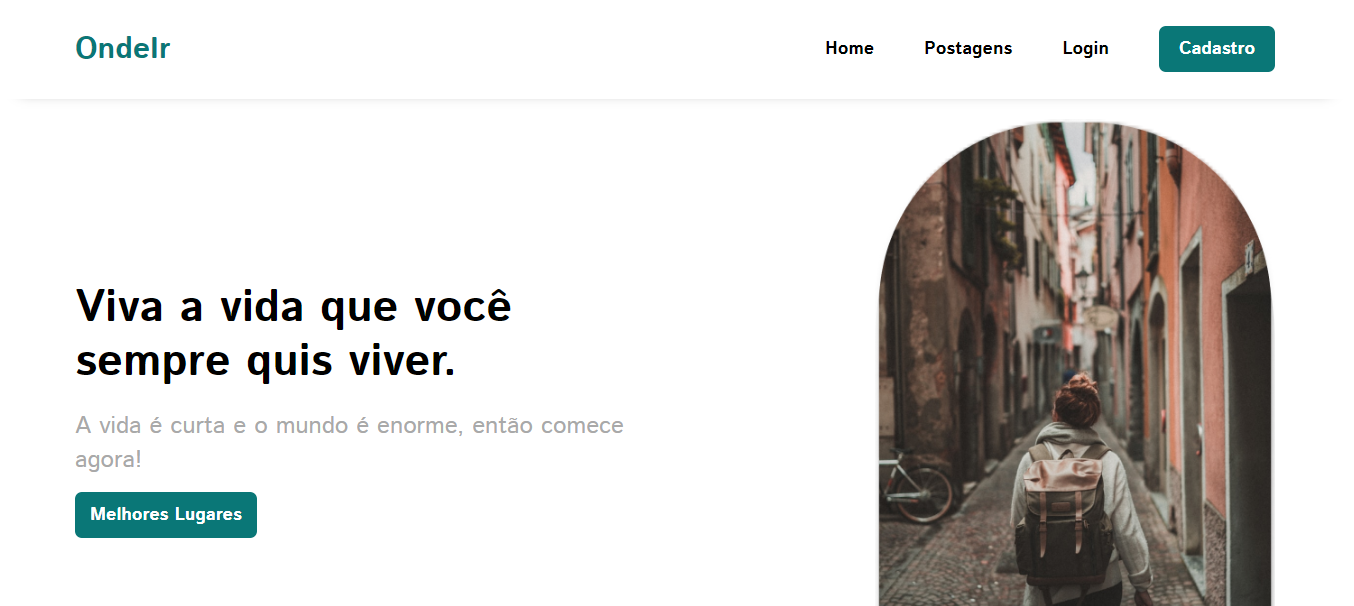 OndeIr
Home
Postagens
Login
Cadastro
Viva a vida que você
sempre quis viver.
A vida é curta e o mundo é enorme, então comece
agora!
Melhores Lugares